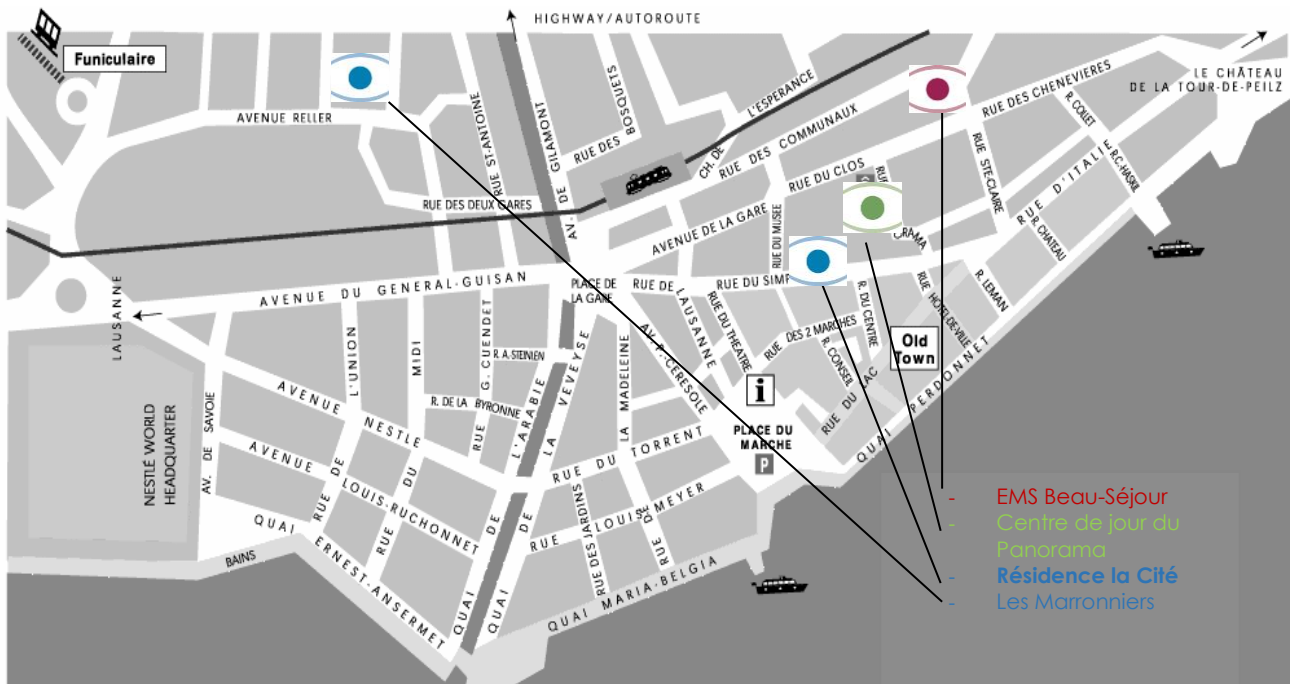 HIGHWAY/AUTOROUTE
Funiculaire
LE CHÂTEAU
DE LA TOUR-DE-PEILZ
AVENUE RELLER
RUE ST-ANTOINE
AV. DE GILAMONT
RUE DES BOSQUETS
CH. DE L'ESPERANCE
RUE DES COMMUNAUX
RUE DES CHENEVIERES
R. COLLET
R.C. HASKIL
RUE DES DEUX GARES
AVENUE DE LA GARE
RUE DU CLOS
RUE STE-CLAIRE
RUE D'ITALIE
RUE DU MUSEE
RUE
ORAMA
R. CHATEAU
R. LEMAN
LAUSANNE
AVENUE DU GENERAL-GUISAN
PLACE DE
LA GARE
RUE DE LAUSANNE
RUE DU SIMP
RUE DU THEATRE
RUE DES 2 MARCHES
R. DU CENTRE
R. CONSEIL
RUE HOTEL-DE-VILLE
Old
Town
RUE DU LAC
QUAI PERDONNET
L'UNION
RUE DE
MIDI
RUE DU
RUE G. CUENDET
R. A. STEINLEN
R. DE LA BYRONNE
AVENUE NESTLE
AVENUE LOUIS-RUCHONNET
NESTLE WORLD
HEADQUARTER
AV. DE SAVOIE
L'ARABIE
QUAI DE
LA VEVEYSE
QUAI DE
LA MADELEINE
RUE DE
AV. P. CERESOLE
i
PLACE DU
MARCHE
P
RUE DU TORRENT
RUE LOUIS MEYER
RUE DES JARDINS
BAINS
QUAI ERNEST-ANSERMET
QUAI MARIA-BELGIA
- EMS Beau-Séjour
- Centre de jour du
Panorama
- Résidence la Cité
- Les Marronniers